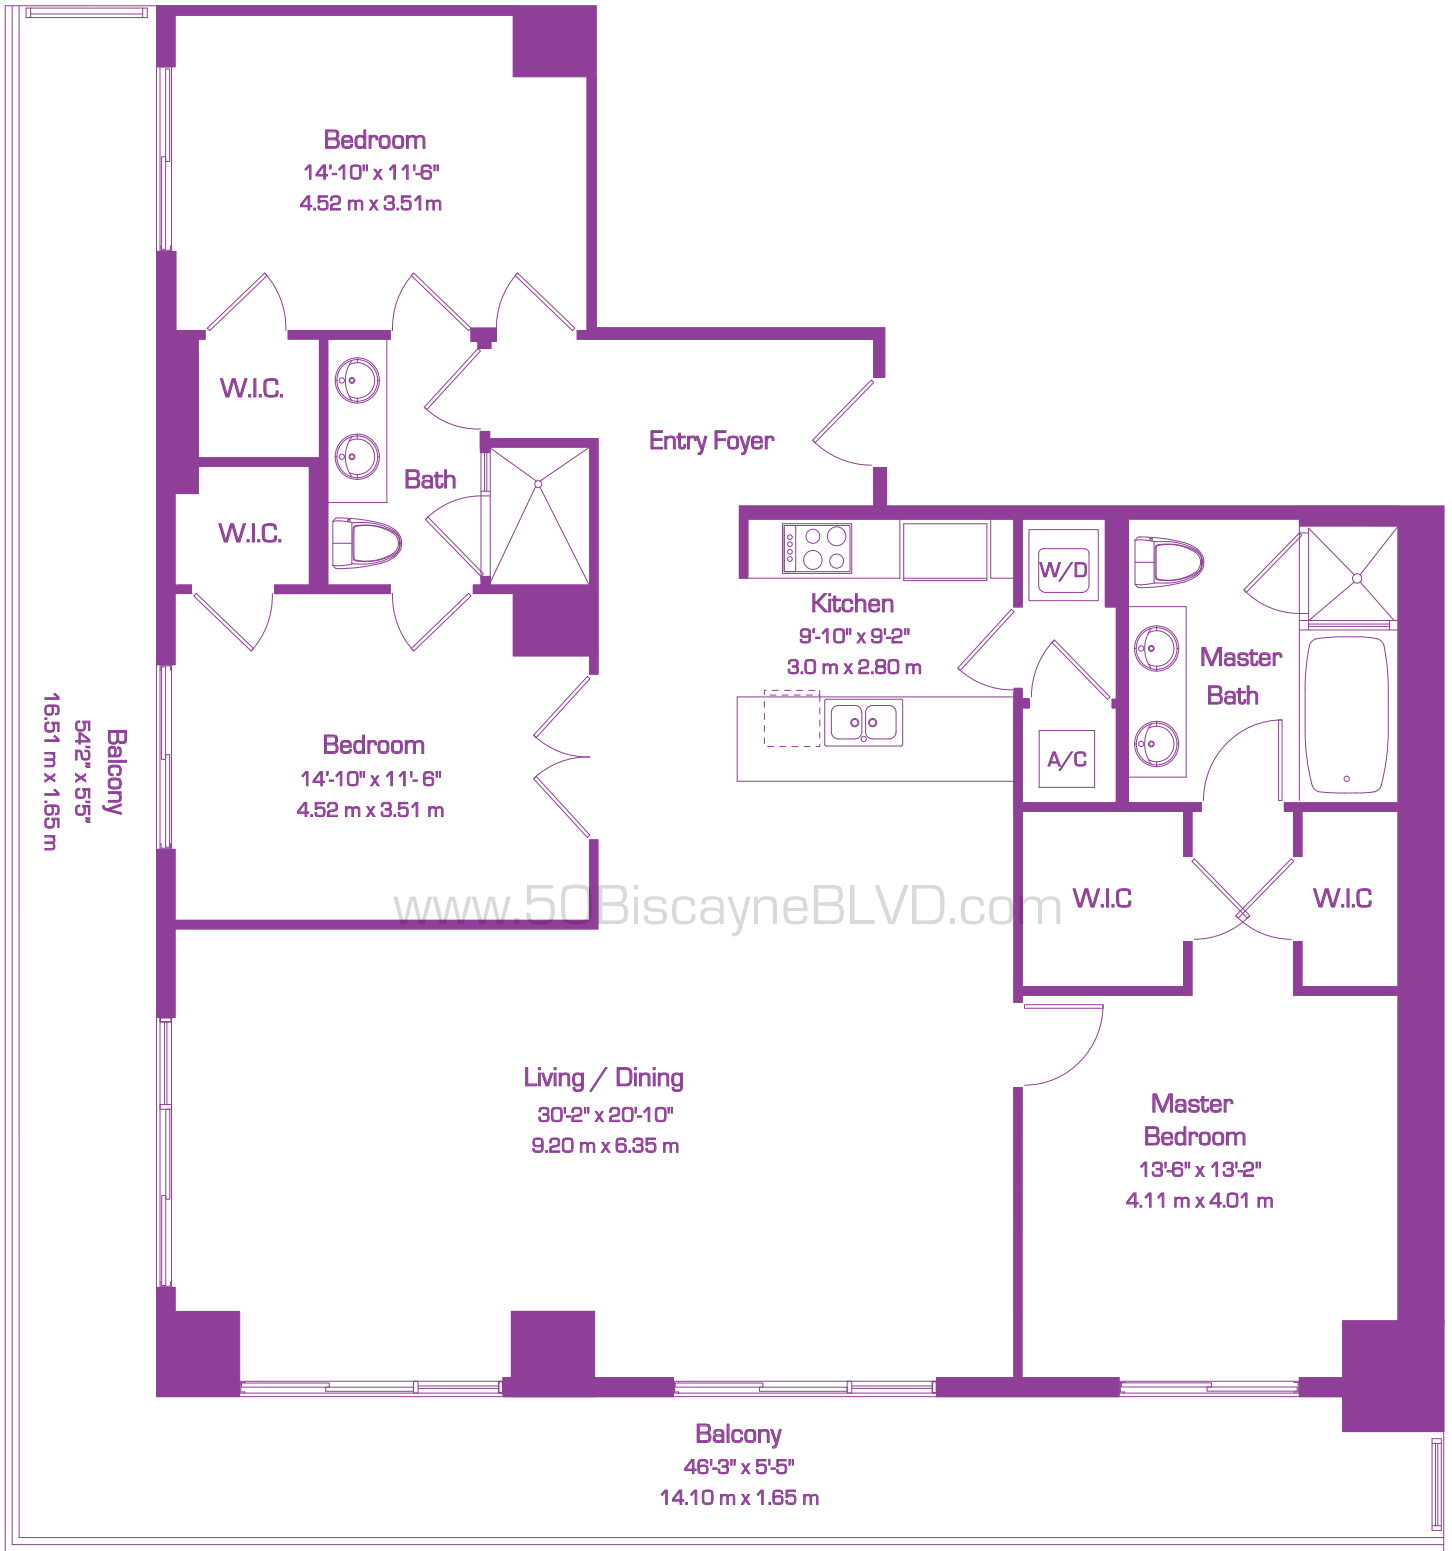 Bedroom
14'-10" x 11'-6"
4.52 m x 3.51m
W.I.C.
Entry Foyer
Bath
W.I.C.
W/D
Kitchen
9'-10" x 9'-2"
3.0 m x 2.80 m
Master
Bath
Bedroom
14'-10" x 11'- 6"
4.52 m x 3.51 m
A/C
Balcony
54'2" x 5'5"
16.51 m x 1.65 m
www.50BiscayneBLVD.com
W.I.C
W.I.C
Living / Dining
30'-2" x 20'-10"
9.20 m x 6.35 m
Master
Bedroom
13'-6" x 13'-2"
4.11 m x 4.01 m
Balcony
46'-3" x 5'-5"
14.10 m x 1.65 m